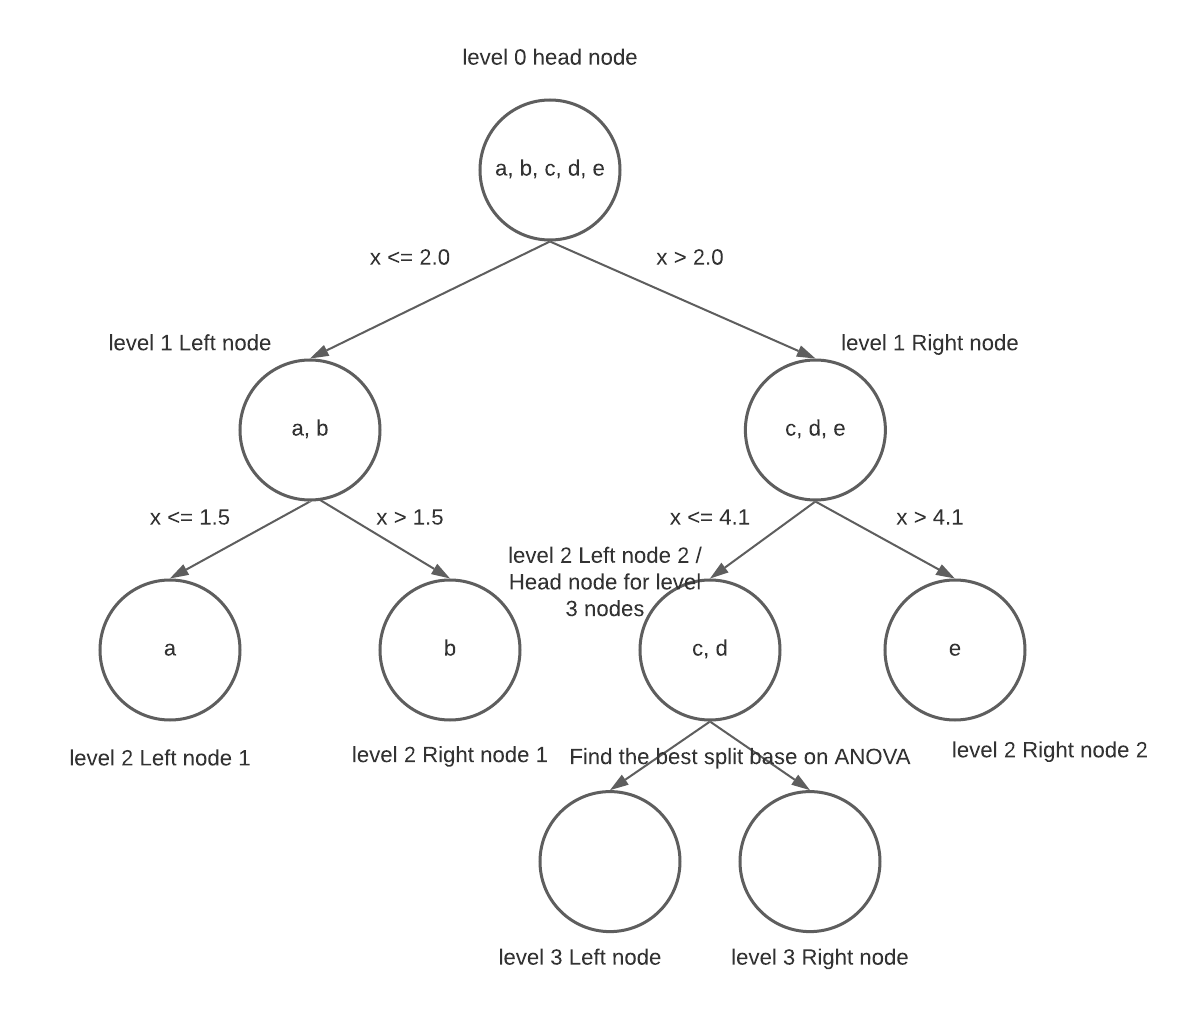 level 0 head node
a, b, c, d, e
x <= 2.0
x > 2.0
level 1 Left node
level 1 Right node
a, b
c, d, e
x <= 1.5
x > 1.5
x <= 4.1
x > 4.1
level 2 Left node 2 /
Head node for level
3 nodes
a
b
c, d
e
level 2 Left node 1
level 2 Right node 1
Find the best split base on ANOVA
level 2 Right node 2
level 3 Left node
level 3 Right node